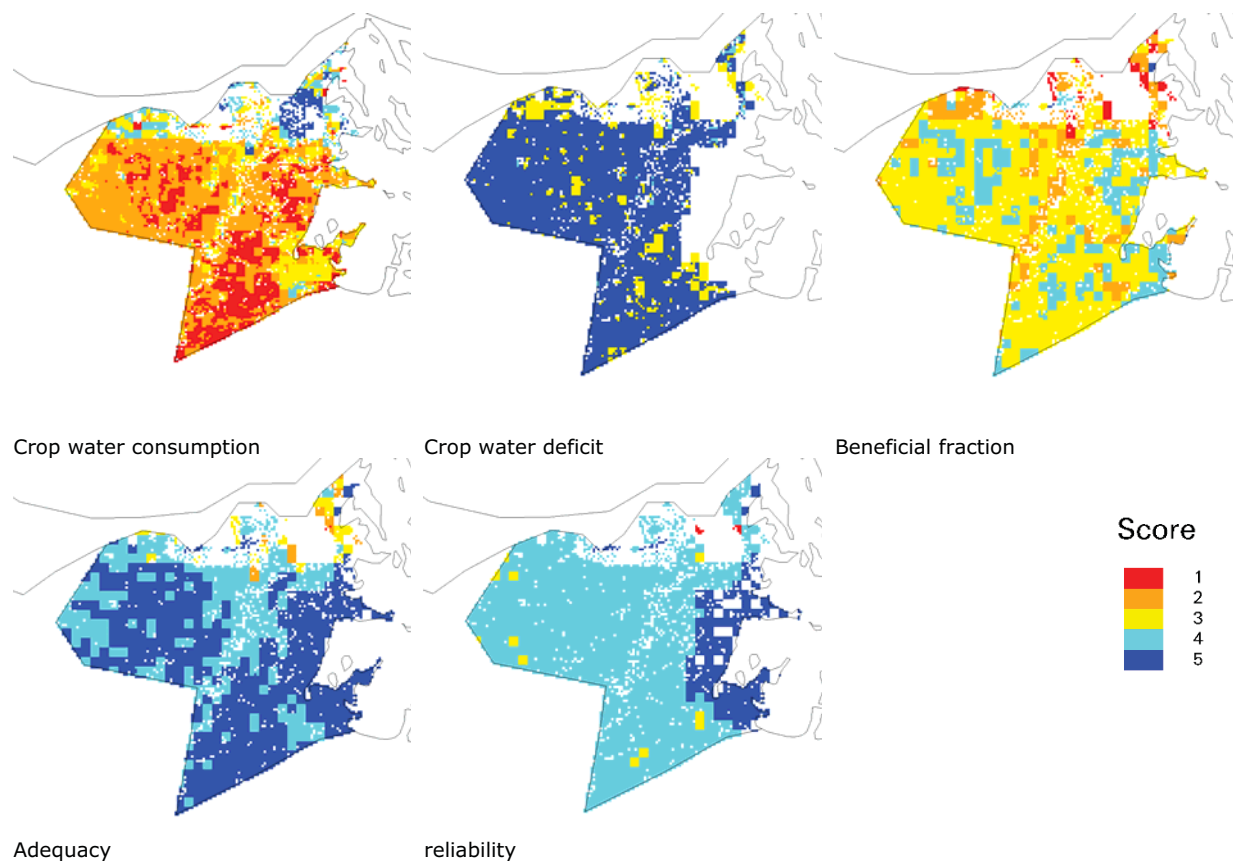 Crop water consumption
Crop water deficit
Beneficial fraction
Score
1
2
3
4
5
Adequacy
reliability